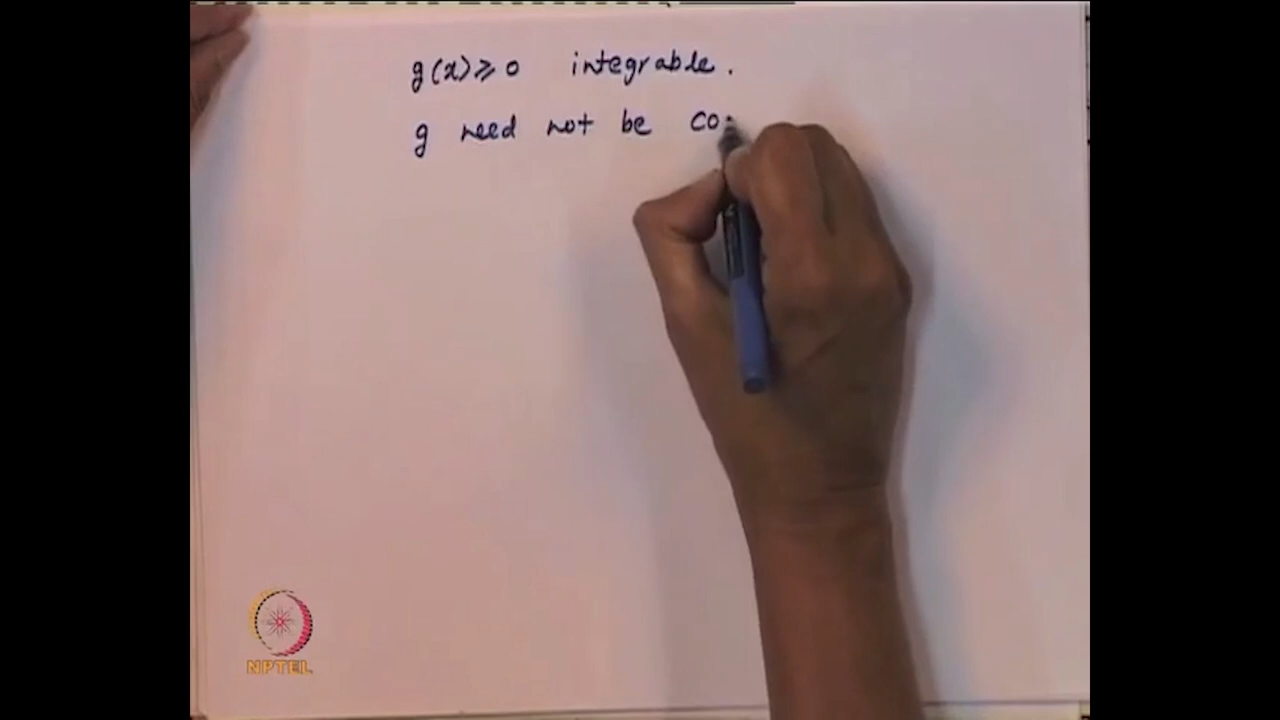 g(x) ⩾ 0 integrable.
g need not be co
NPTEL